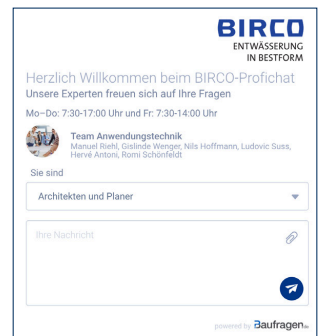 BIRCO
ENTWÄSSERUNG
IN BESTFORM
Herzlich Willkommen beim BIRCO-Profichat
Unsere Experten freuen sich auf Ihre Fragen
Mo–Do: 7:30-17:00 Uhr und Fr: 7:30-14:00 Uhr
Team Anwendungstechnik
Manuel Riehl, Gislinde Wenger, Nils Hoffmann, Ludovic Suss,
Hervé Antoni, Romi Schönfeldt
Sie sind
Architekten und Planer
Ihre Nachricht
powered by Baufragen.de